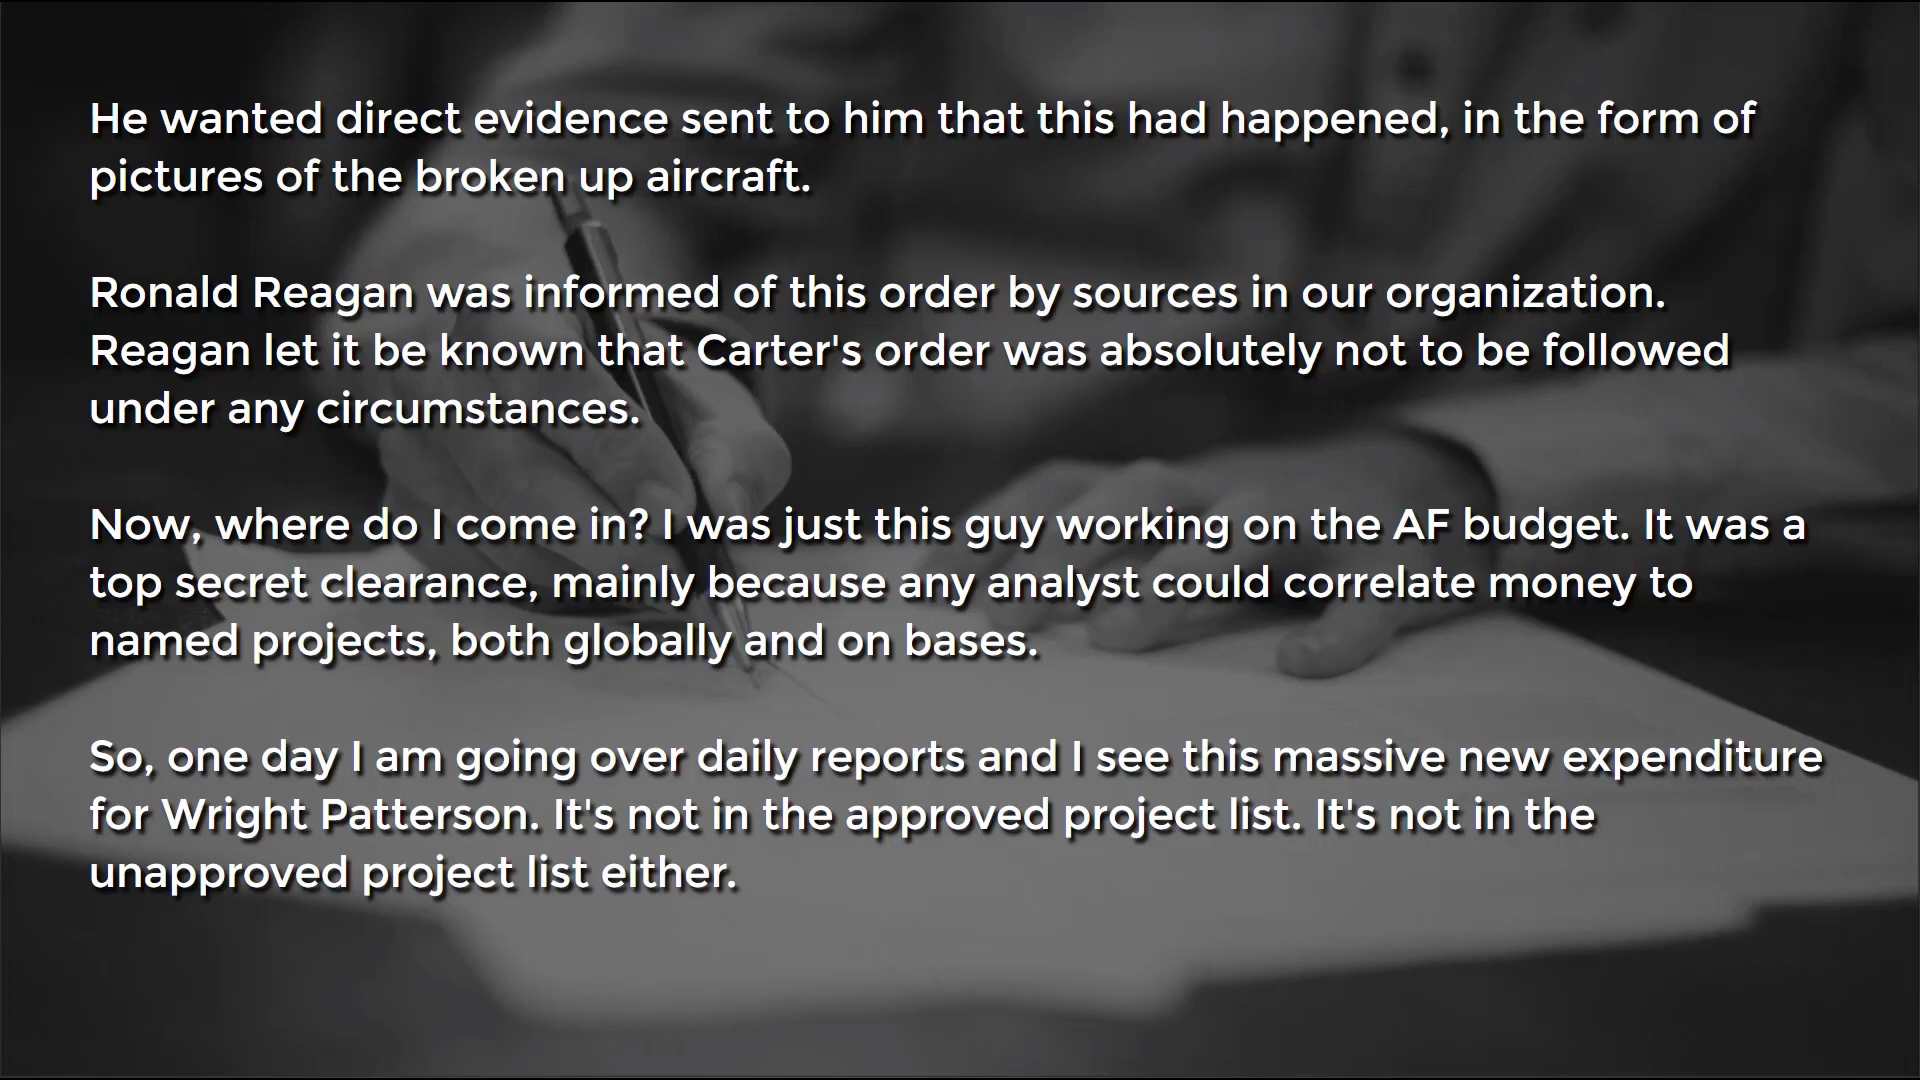 He wanted direct evidence sent to him that this had happened, in the form of
pictures of the broken up aircraft.
Ronald Reagan was informed of this order by sources in our organization.
Reagan let it be known that Carter's order was absolutely not to be followed
under any circumstances.
Now, where do I come in? I was just this guy working on the AF budget. It was a
top secret clearance, mainly because any analyst could correlate money to
named projects, both globally and on bases.
So, one day I am going over daily reports and I see this massive new expenditure
for Wright Patterson. It's not in the approved project list. It's not in the
unapproved project list either.